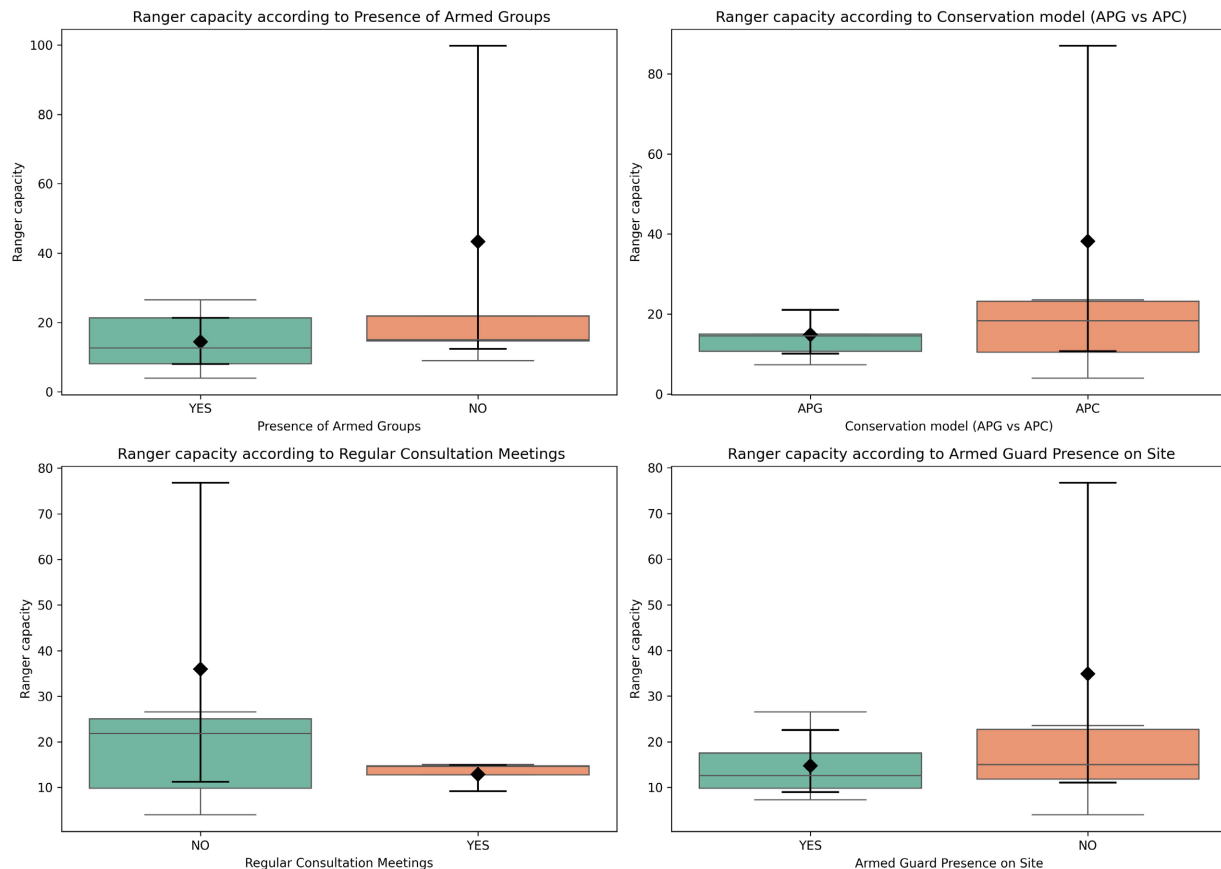 Ranger capacity according to Presence of Armed Groups
Ranger capacity
100
80
60
40
20
0
YES
NO
Presence of Armed Groups
Ranger capacity according to Conservation model (APG vs APC)
Ranger capacity
80
60
40
20
0
APG
APC
Conservation model (APG vs APC)
Ranger capacity according to Regular Consultation Meetings
Ranger capacity
80
70
60
50
40
30
20
10
NO
YES
Regular Consultation Meetings
Ranger capacity according to Armed Guard Presence on Site
Ranger capacity
80
70
60
50
40
30
20
10
YES
NO
Armed Guard Presence on Site